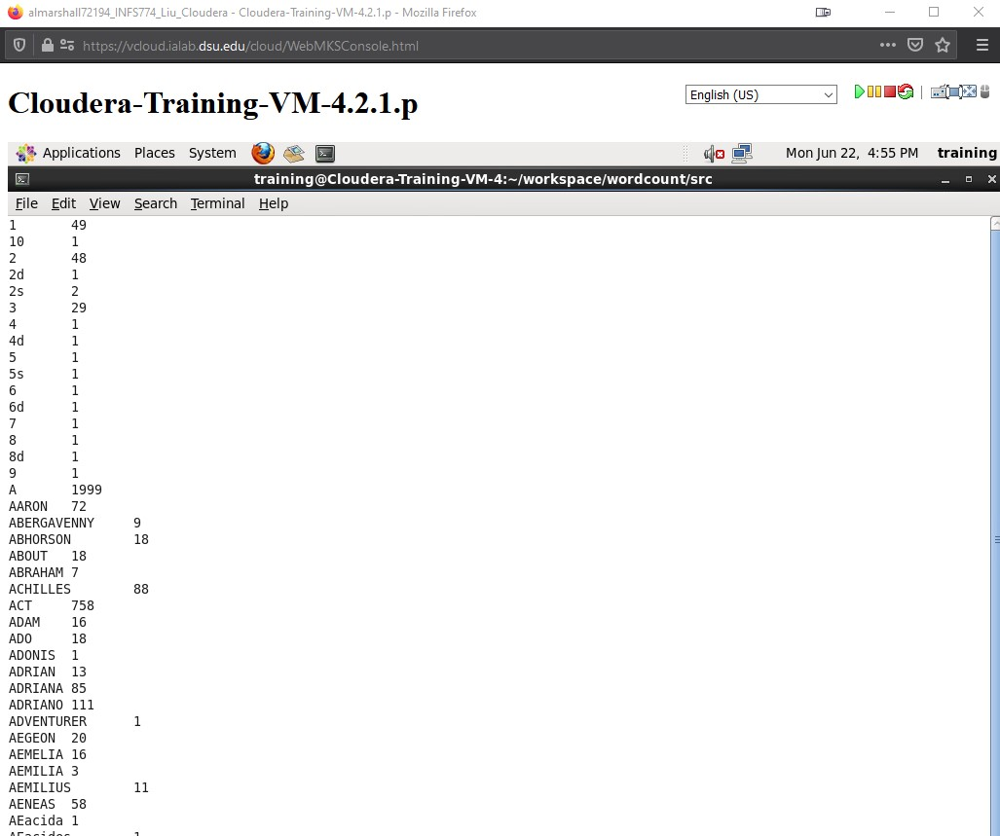 almarshall72194_INFS774_Liu_Cloudera - Cloudera-Training-VM-4.2.1.p - Mozilla Firefox
https://vcloud.ialab.dsu.edu/cloud/WebMKSConsole.html
Cloudera-Training-VM-4.2.1.p
English (US)
Applications Places System
Mon Jun 22, 4:55 PM training
training@Cloudera-Training-VM-4:~/workspace/wordcount/src
File Edit View Search Terminal Help
1 49
10 1
2 48
2d 1
2s 2
3 29
4 1
4d 1
5 1
5s 1
6 1
6d 1
7 1
8 1
8d 1
9 1
A 1999
AARON 72
ABERGAVENNY 9
ABHORSON 18
ABOUT 18
ABRAHAM 7
ACHILLES 88
ACT 758
ADAM 16
ADO 18
ADONIS 1
ADRIAN 13
ADRIANA 85
ADRIANO 111
ADVENTURER 1
AEGEON 20
AEMELIA 16
AEMILIA 3
AEMILIUS 11
AENEAS 58
AEacida 1
AEacides 1